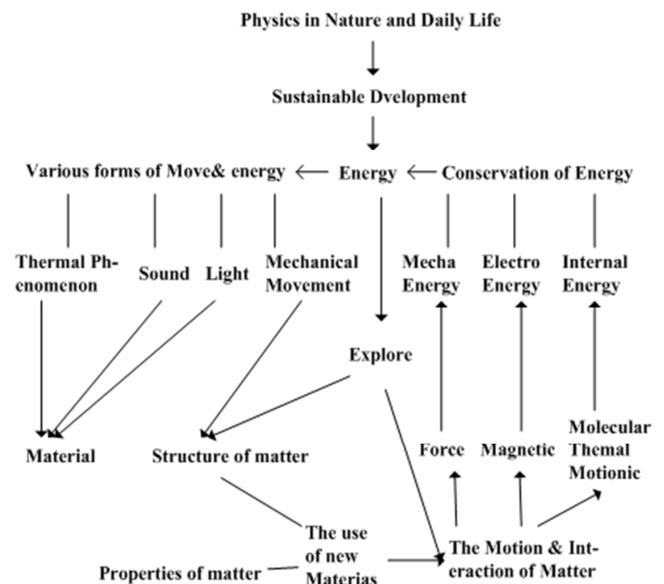 Physics in Nature and Daily Life
Sustainable Dvelopment
Various forms of Move& energy
Energy
Conservation of Energy
Thermal Ph-
enomenon
Sound
Light
Mechanical
Movement
Mecha
Energy
Electro
Energy
Internal
Energy
Explore
Material
Structure of matter
Force
Magnetic
Molecular
Themal
Motionic
The use
of new
Materias
Properties of matter
The Motion & Int-
eraction of Matter